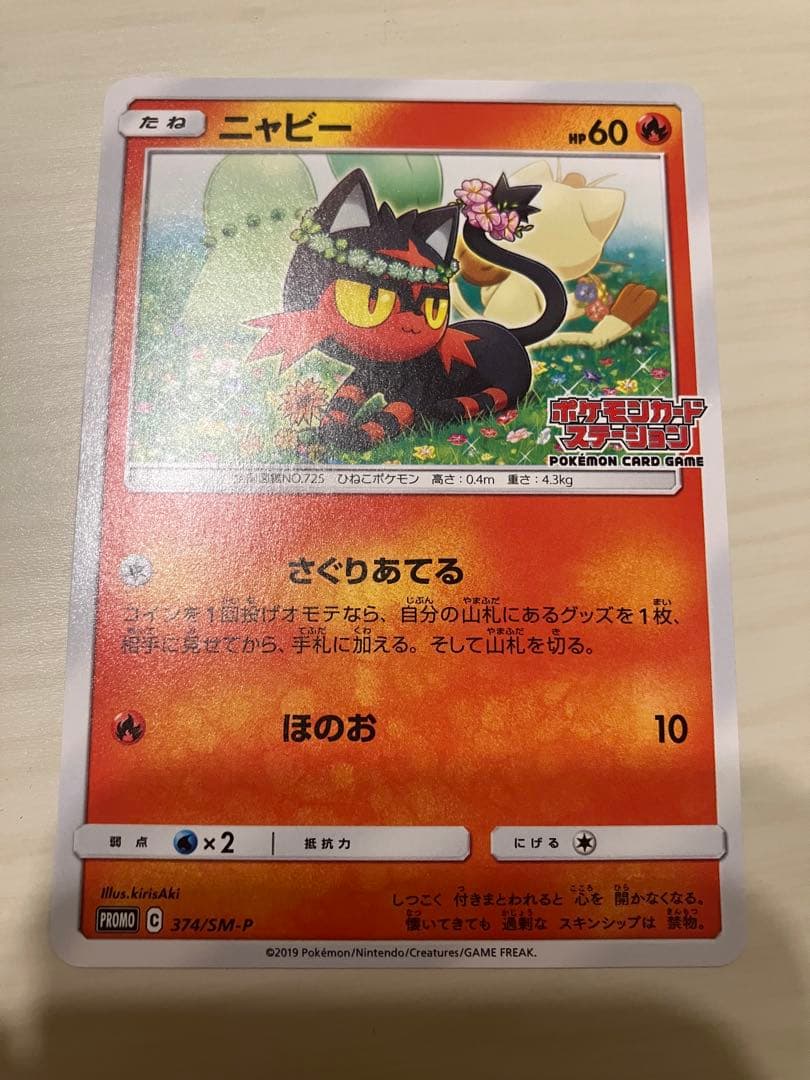 たね ニャビー HP60
ポケモンカード
ステーション
POKÉMON CARD GAME
NO.725 ひねこポケモン 高さ:0.4m 重さ:4.3kg
さぐりあてる
コインを1回投げオモテなら、自分の山札にあるグッズを1枚、
相手に見せてから、手札に加える。そして山札を切る。
ほのお 10
弱点 ×2 抵抗力 にげる
Illus.kirisAki
しつこく 付きまとわれると 心を 開かなくなる。
懐いてきても 過剰な スキンシップは 禁物。
PROMO C 374/SM-P
©2019 Pokémon/Nintendo/Creatures/GAME FREAK.